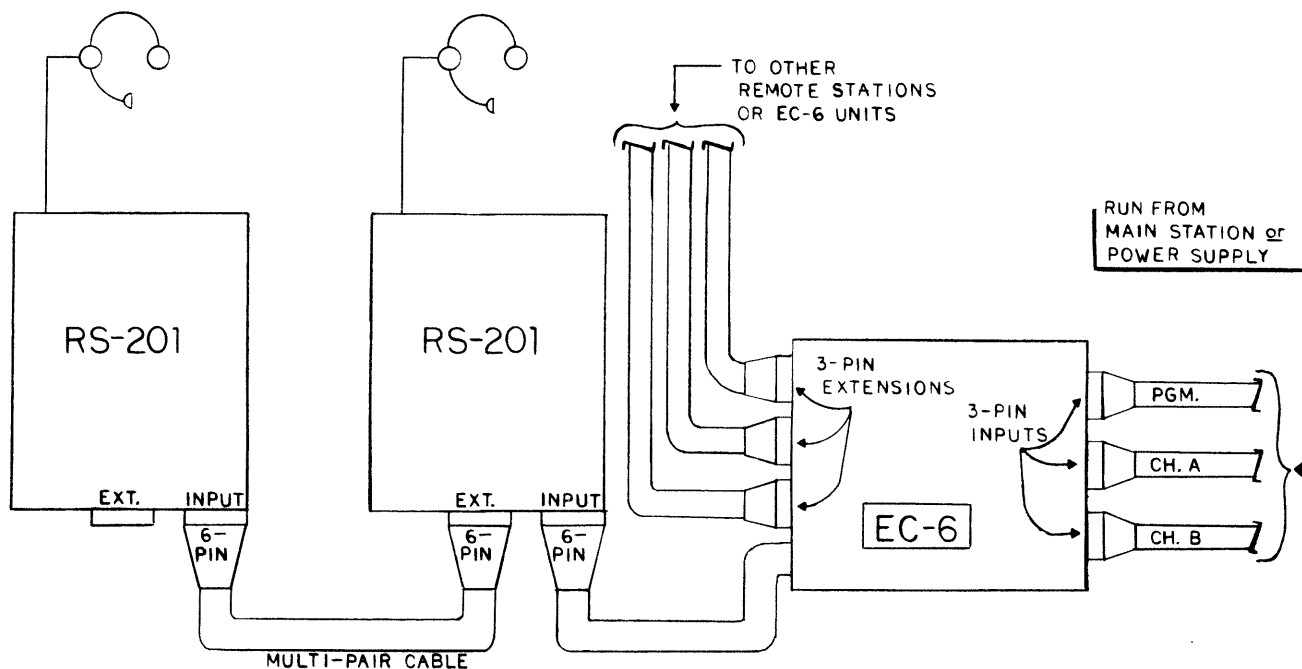 TO OTHER
REMOTE STATIONS
OR EC-6 UNITS
RUN FROM
MAIN STATION or
POWER SUPPLY
RS-201
RS-201
3-PIN
EXTENSIONS
3-PIN
INPUTS
PGM.
CH. A
CH. B
EC-6
EXT. INPUT
EXT. INPUT
6-
PIN
6-
PIN
6-
PIN
MULTI-PAIR CABLE